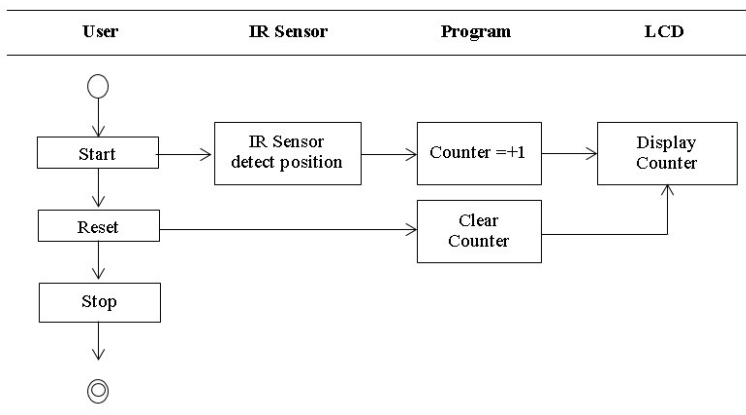 User IR Sensor Program LCD
Start
IR Sensor
detect position
Counter =+1
Display
Counter
Reset
Clear
Counter
Stop